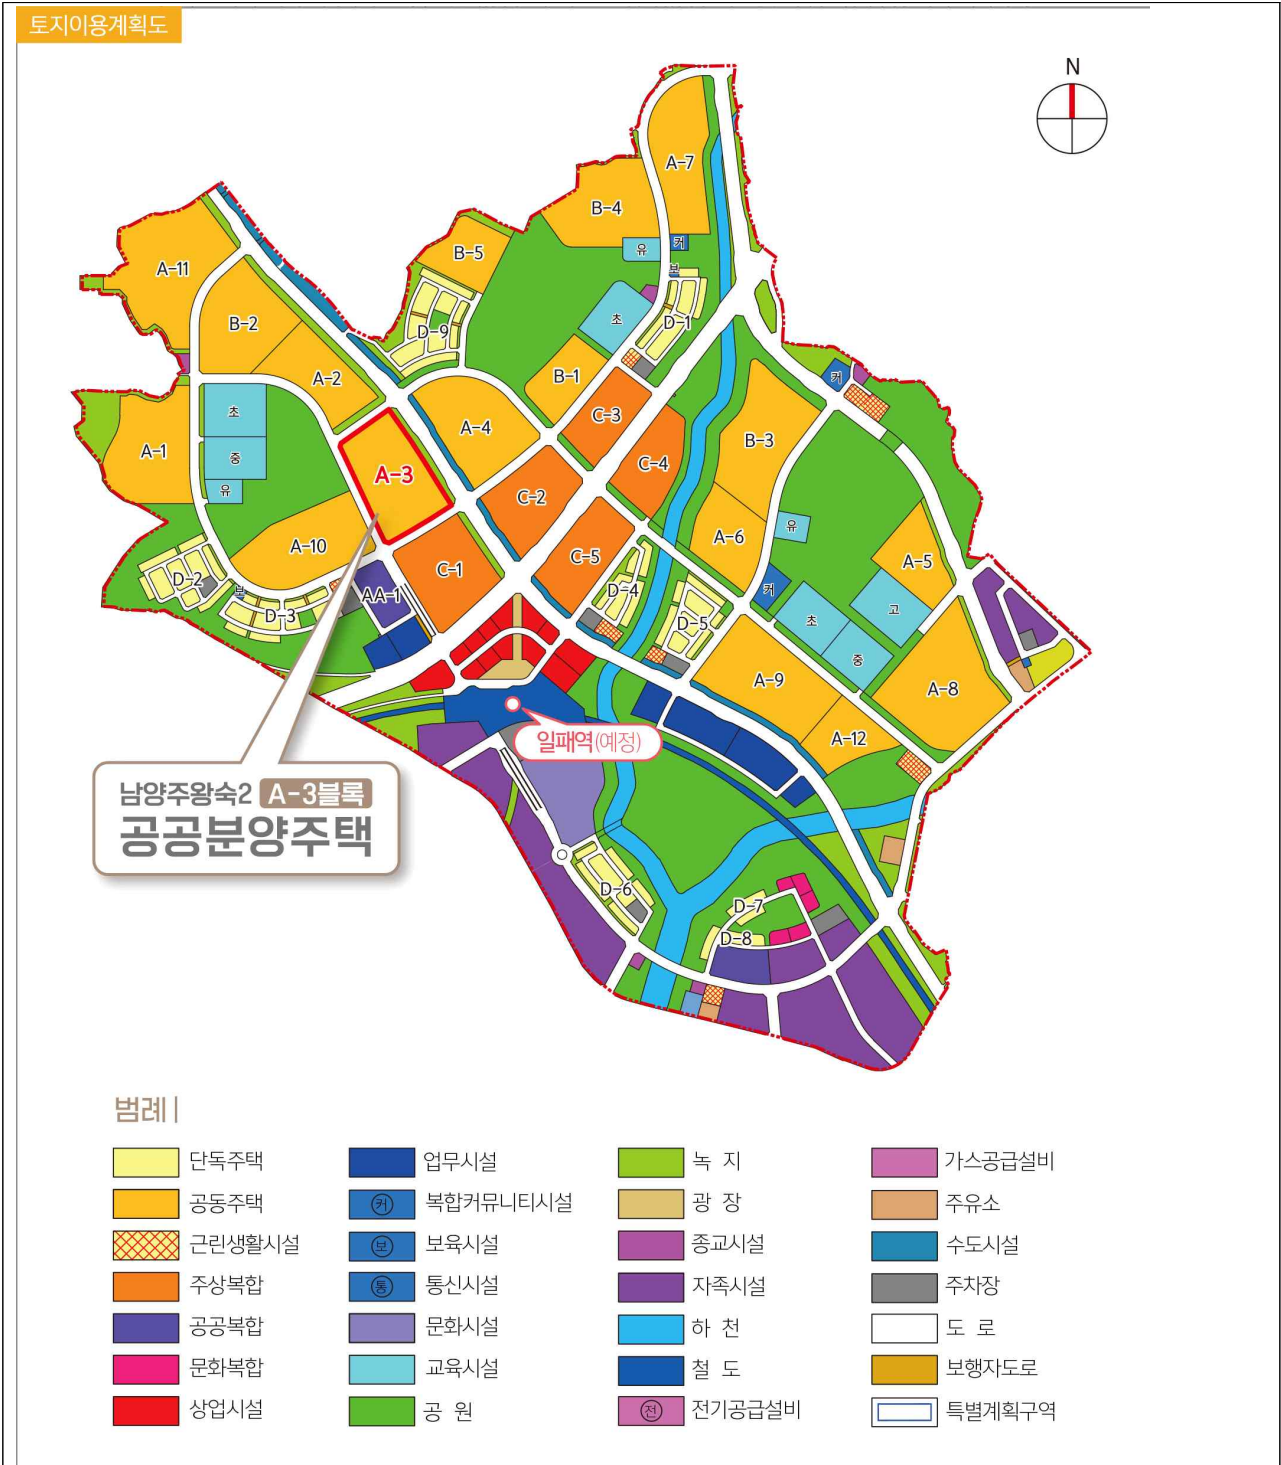 토지이용계획도
N
A-7
B-4
커
유
B-5
보
A-11
D-1
초
D-9
B-2
A-2
B-1
커
C-3
초
A-4
B-3
A-1
중
A-3
C-4
유
C-2
유
A-6
A-10
C-5
A-5
C-1
D-2
보
AA-1
D-4
커
고
D-3
D-5
초
중
A-9
A-8
A-12
일패역(예정)
남양주왕숙2 A-3블록
공공분양주택
D-6
D-7
D-8
범례|
단독주택
업무시설
녹 지
가스공급설비
공동주택
커 복합커뮤니티시설
광 장
주유소
근린생활시설
보 보육시설
종교시설
수도시설
주상복합
통 통신시설
자족시설
주차장
공공복합
문화시설
하 천
도 로
문화복합
교육시설
철 도
보행자도로
상업시설
공 원
전 전기공급설비
특별계획구역